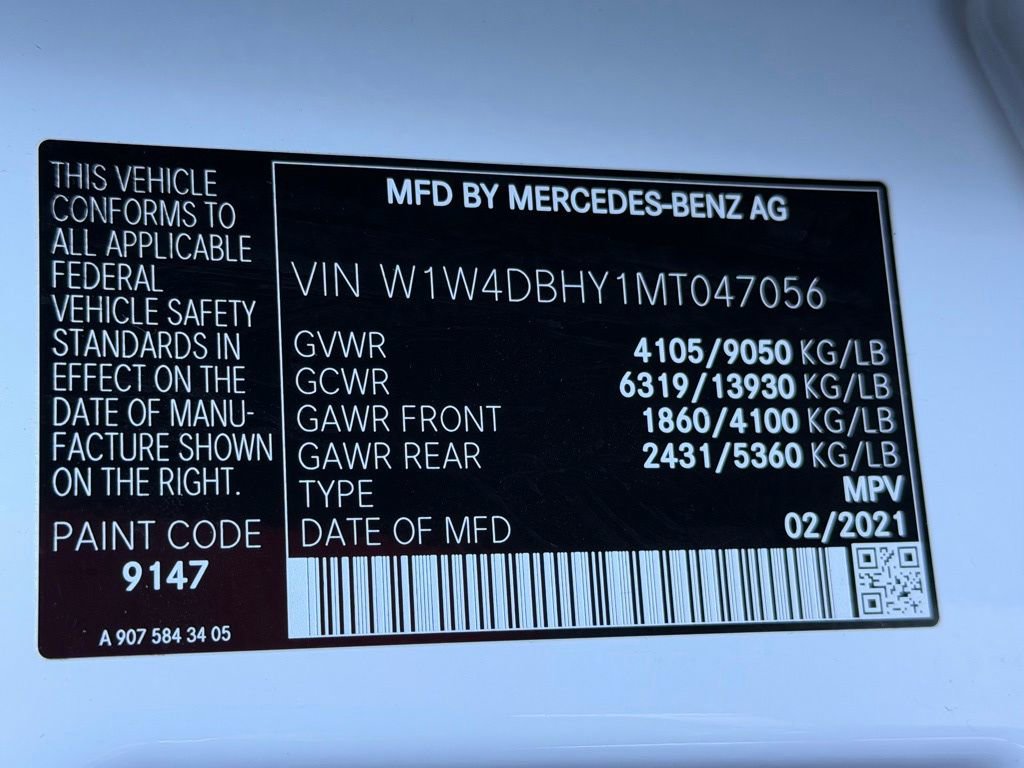 THIS VEHICLE
CONFORMS TO
ALL APPLICABLE
FEDERAL
VEHICLE SAFETY
STANDARDS IN
EFFECT ON THE
DATE OF MANU-
FACTURE SHOWN
ON THE RIGHT.
PAINT CODE
9147
A 907 584 34 05
MFD BY MERCEDES-BENZ AG
VIN W1W4DBHY1MT047056
GVWR 4105/9050 KG/LB
GCWR 6319/13930 KG/LB
GAWR FRONT 1860/4100 KG/LB
GAWR REAR 2431/5360 KG/LB
TYPE MPV
DATE OF MFD 02/2021